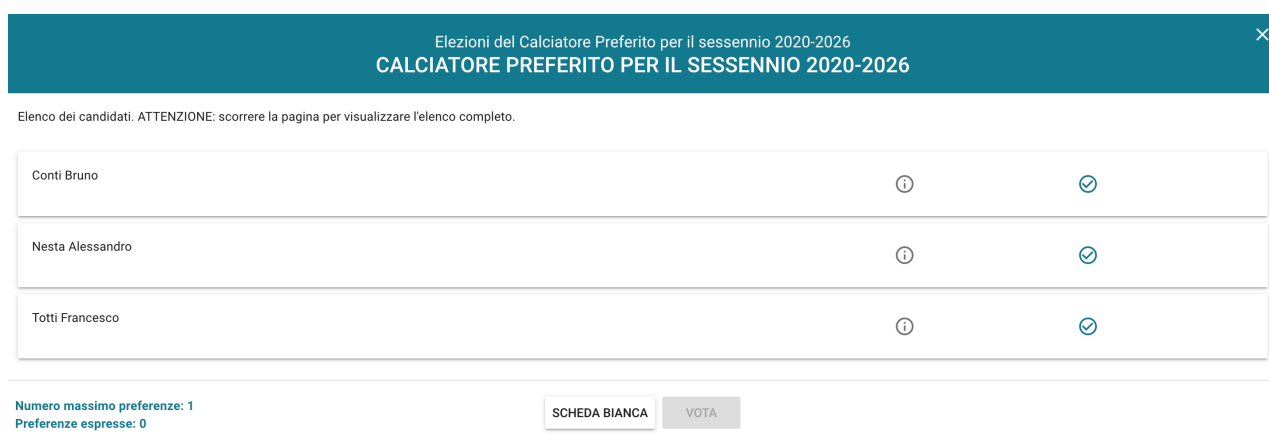 Elezioni del Calciatore Preferito per il sessennio 2020-2026
CALCIATORE PREFERITO PER IL SESSENNIO 2020-2026
Elenco dei candidati. ATTENZIONE: scorrere la pagina per visualizzare l'elenco completo.
Conti Bruno
Nesta Alessandro
Totti Francesco
Numero massimo preferenze: 1
Preferenze espresse: 0
SCHEDA BIANCA
VOTA